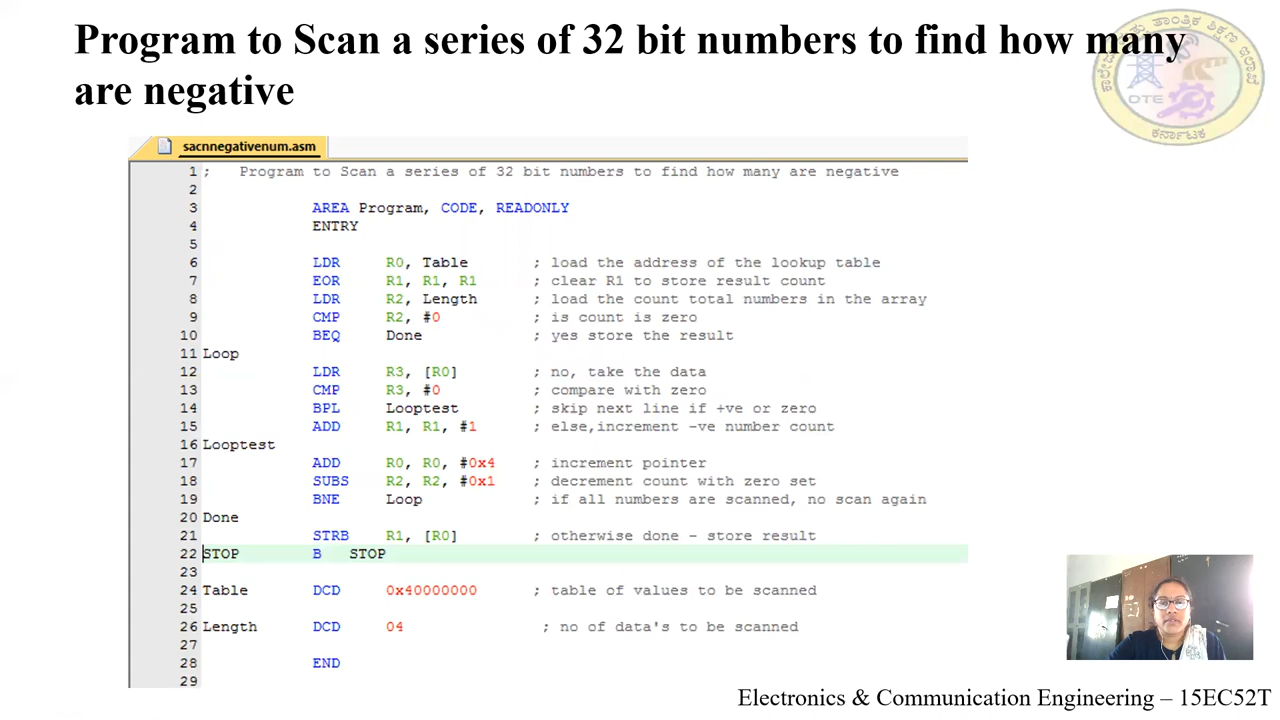 Program to Scan a series of 32 bit numbers to find how many
are negative
DTE
ಕರ್ನಾಟಕ
sacnnegativenum.asm
1 ; Program to Scan a series of 32 bit numbers to find how many are negative
2
3 AREA Program, CODE, READONLY
4 ENTRY
5
6 LDR R0, Table ; load the address of the lookup table
7 EOR R1, R1, R1 ; clear R1 to store result count
8 LDR R2, Length ; load the count total numbers in the array
9 CMP R2, #0 ; is count is zero
10 BEQ Done ; yes store the result
11 Loop
12 LDR R3, [R0] ; no, take the data
13 CMP R3, #0 ; compare with zero
14 BPL Looptest ; skip next line if +ve or zero
15 ADD R1, R1, #1 ; else,increment -ve number count
16 Looptest
17 ADD R0, R0, #0x4 ; increment pointer
18 SUBS R2, R2, #0x1 ; decrement count with zero set
19 BNE Loop ; if all numbers are scanned, no scan again
20 Done
21 STRB R1, [R0] ; otherwise done - store result
22 STOP B STOP
23
24 Table DCD 0x40000000 ; table of values to be scanned
25
26 Length DCD 04 ; no of data's to be scanned
27
28 END
29
Electronics & Communication Engineering – 15EC52T